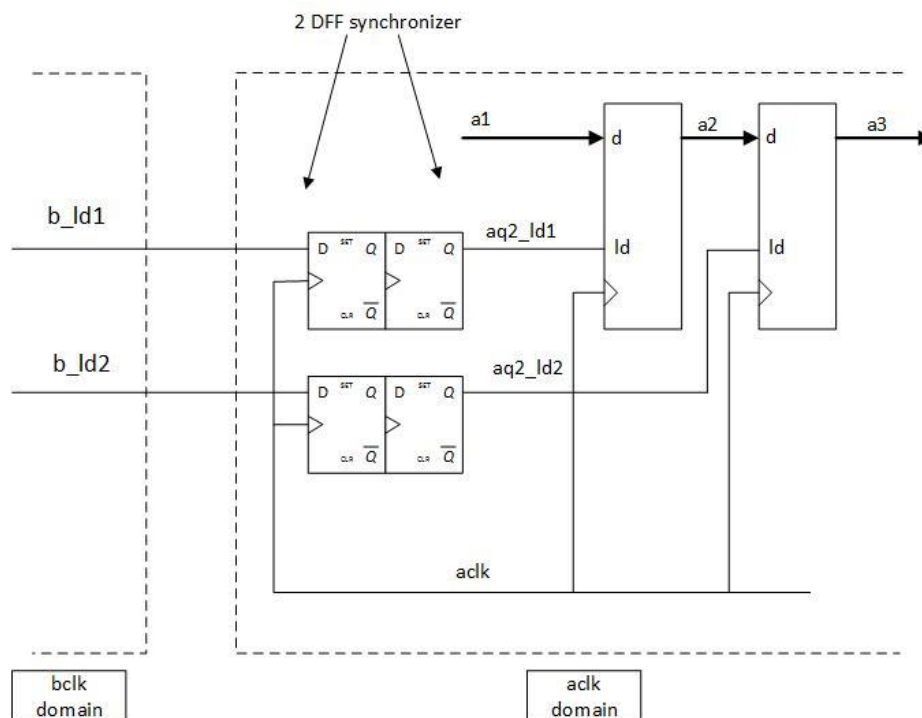 2 DFF synchronizer
a1
d
a2
d
a3
b_ld1
D SET Q D SET Q
aq2_ld1
ld
ld
CLR Q CLR Q
b_ld2
D SET Q D SET Q
aq2_ld2
CLR Q CLR Q
aclk
bclk
domain
aclk
domain